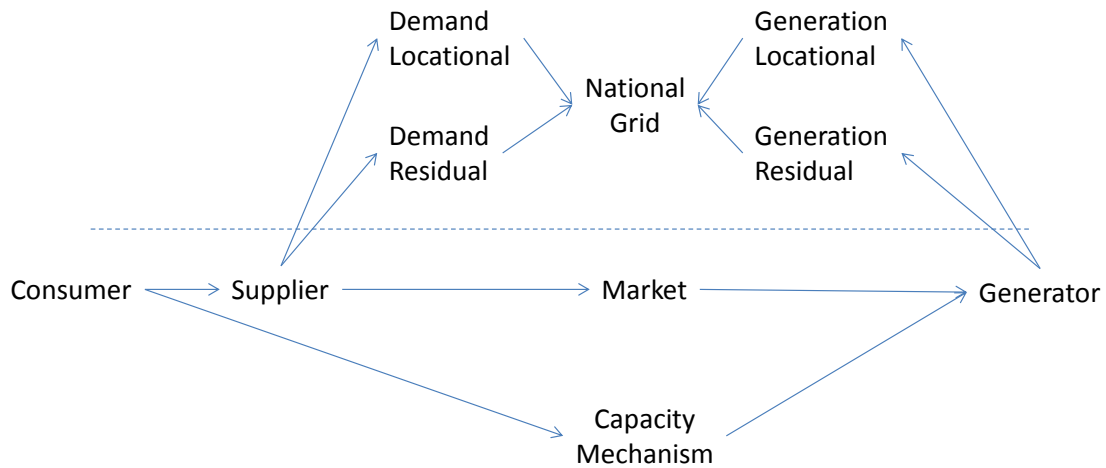 Demand
Locational
Generation
Locational
National
Grid
Demand
Residual
Generation
Residual
Consumer
Supplier
Market
Generator
Capacity
Mechanism